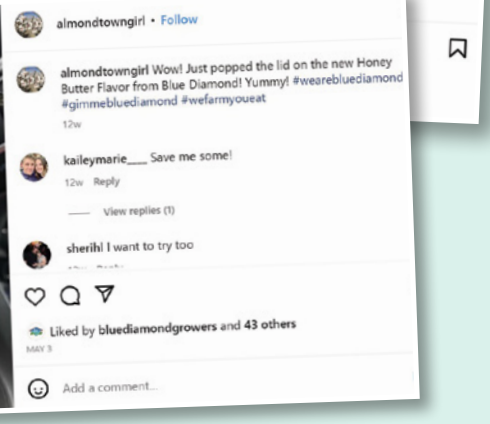 almondtowngirl • Follow
almondtowngirl Wow! Just popped the lid on the new Honey
Butter Flavor from Blue Diamond! Yummy! #wearebluediamond
#gimmebluediamond #wefarmyoueat
12w
kaileymarie___ Save me some!
12w Reply
View replies (1)
sherihl I want to try too
Liked by bluediamondgrowers and 43 others
MAY 3
Add a comment...